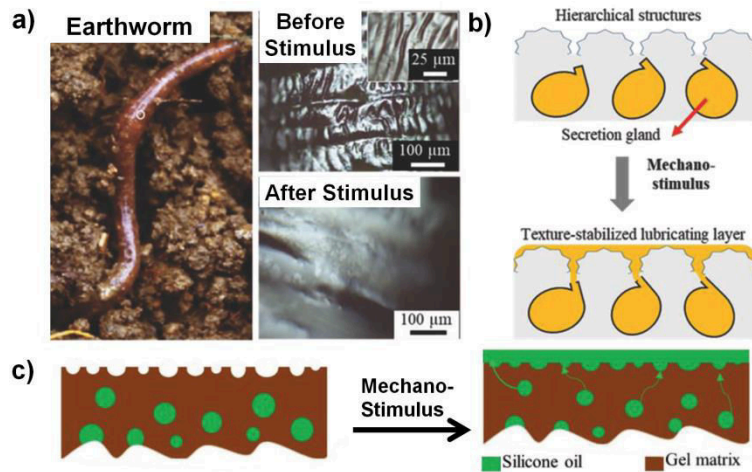 a)
Earthworm
Before
Stimulus
25 µm
100 µm
After Stimulus
100 µm
b)
Hierarchical structures
Secretion gland
Mechano-
stimulus
Texture-stabilized lubricating layer
c)
Mechano-
Stimulus
Silicone oil
Gel matrix